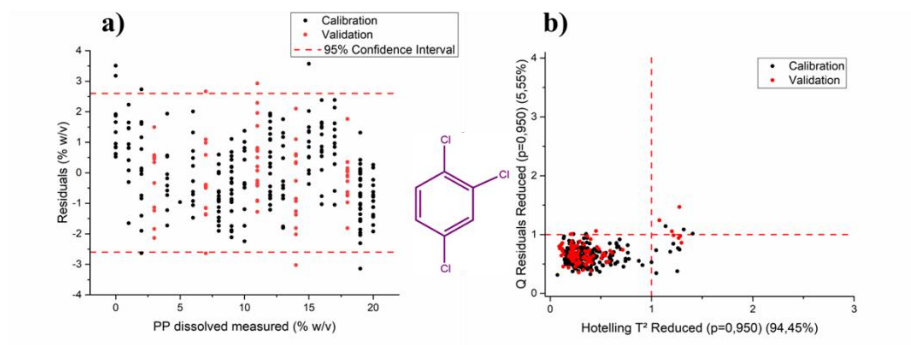 a)
Calibration
Validation
95% Confidence Interval
4
3
2
1
0
-1
-2
-3
-4
Residuals (% w/v)
0
5
10
15
20
PP dissolved measured (% w/v)
Cl
Cl
Cl
b)
Calibration
Validation
4
3
2
1
0
Q Residuals Reduced (p=0,950) (5,55%)
0
1
2
3
Hotelling T² Reduced (p=0,950) (94,45%)